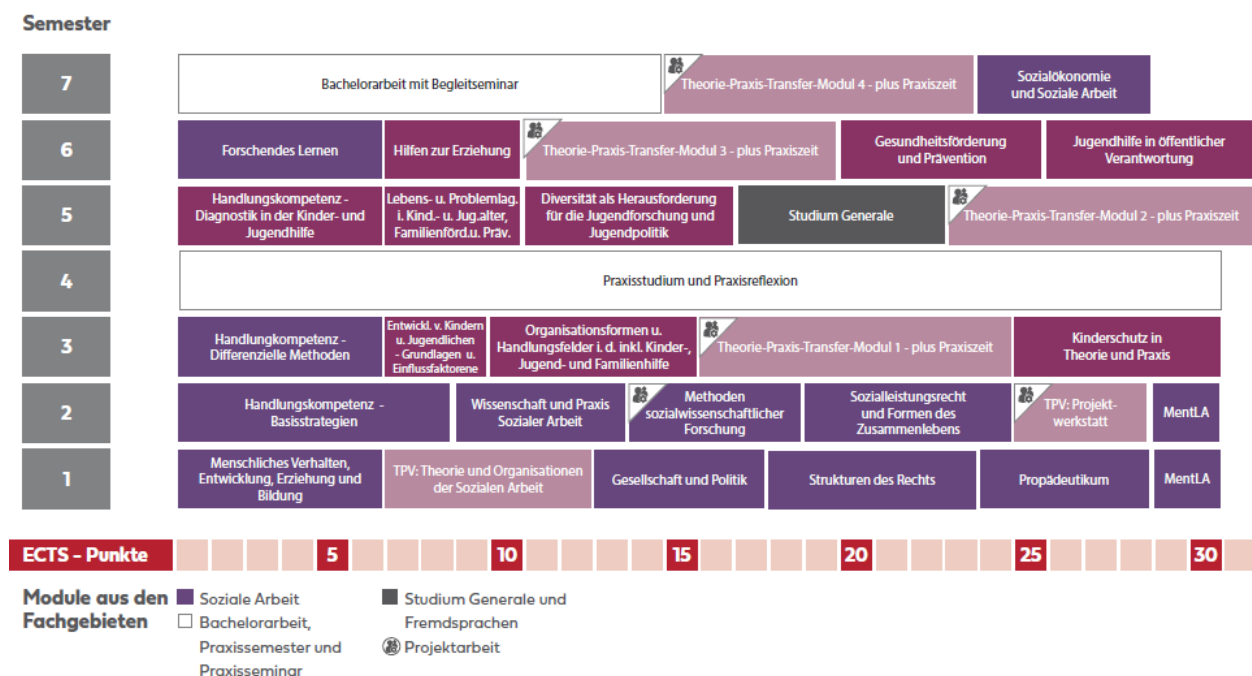 Semester
7
Bachelorarbeit mit Begleitseminar
Theorie-Praxis-Transfer-Modul 4 - plus Praxiszeit
Sozialökonomie
und Soziale Arbeit
6
Forschendes Lernen
Hilfen zur Erziehung
Theorie-Praxis-Transfer-Modul 3 - plus Praxiszeit
Gesundheitsförderung
und Prävention
Jugendhilfe in öffentlicher
Verantwortung
5
Handlungskompetenz -
Diagnostik in der Kinder- und
Jugendhilfe
Lebens- u. Problemlag.
i. Kind.- u. Jug.alter,
Familienförd.u. Präv.
Diversität als Herausforderung
für die Jugendforschung und
Jugendpolitik
Studium Generale
Theorie-Praxis-Transfer-Modul 2 - plus Praxiszeit
4
Praxisstudium und Praxisreflexion
3
Handlungkompetenz -
Differenzielle Methoden
Entwickl. v. Kindern
u. Jugendlichen
- Grundlagen u.
Einflussfaktorene
Organisationsformen u.
Handlungsfelder i. d. inkl. Kinder-,
Jugend- und Familienhilfe
Theorie-Praxis-Transfer-Modul 1 - plus Praxiszeit
Kinderschutz in
Theorie und Praxis
2
Handlungskompetenz -
Basisstrategien
Wissenschaft und Praxis
Sozialer Arbeit
Methoden
sozialwissenschaftlicher
Forschung
Sozialleistungsrecht
und Formen des
Zusammenlebens
TPV: Projekt-
werkstatt
MentLA
1
Menschliches Verhalten,
Entwicklung, Erziehung und
Bildung
TPV: Theorie und Organisationen
der Sozialen Arbeit
Gesellschaft und Politik
Strukturen des Rechts
Propädeutikum
MentLA
ECTS - Punkte
5
10
15
20
25
30
Module aus den
Fachgebieten
Soziale Arbeit
Bachelorarbeit,
Praxissemester und
Praxisseminar
Studium Generale und
Fremdsprachen
Projektarbeit